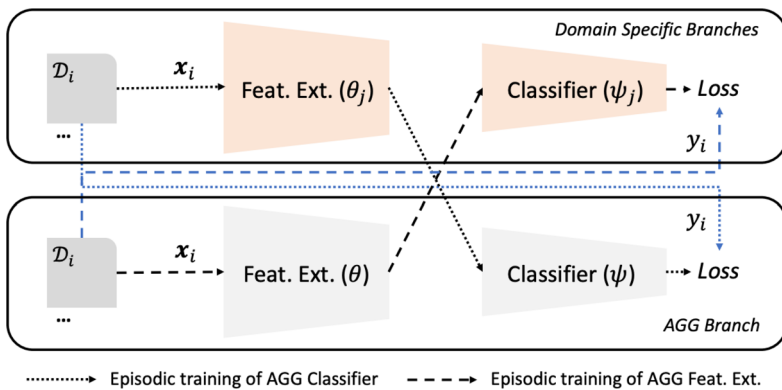 Domain Specific Branches
𝒟ᵢ
𝒙ᵢ
Feat. Ext. (θⱼ)
Classifier (ψⱼ)
Loss
...
yᵢ
yᵢ
𝒟ᵢ
𝒙ᵢ
Feat. Ext. (θ)
Classifier (ψ)
Loss
...
AGG Branch
Episodic training of AGG Classifier
Episodic training of AGG Feat. Ext.